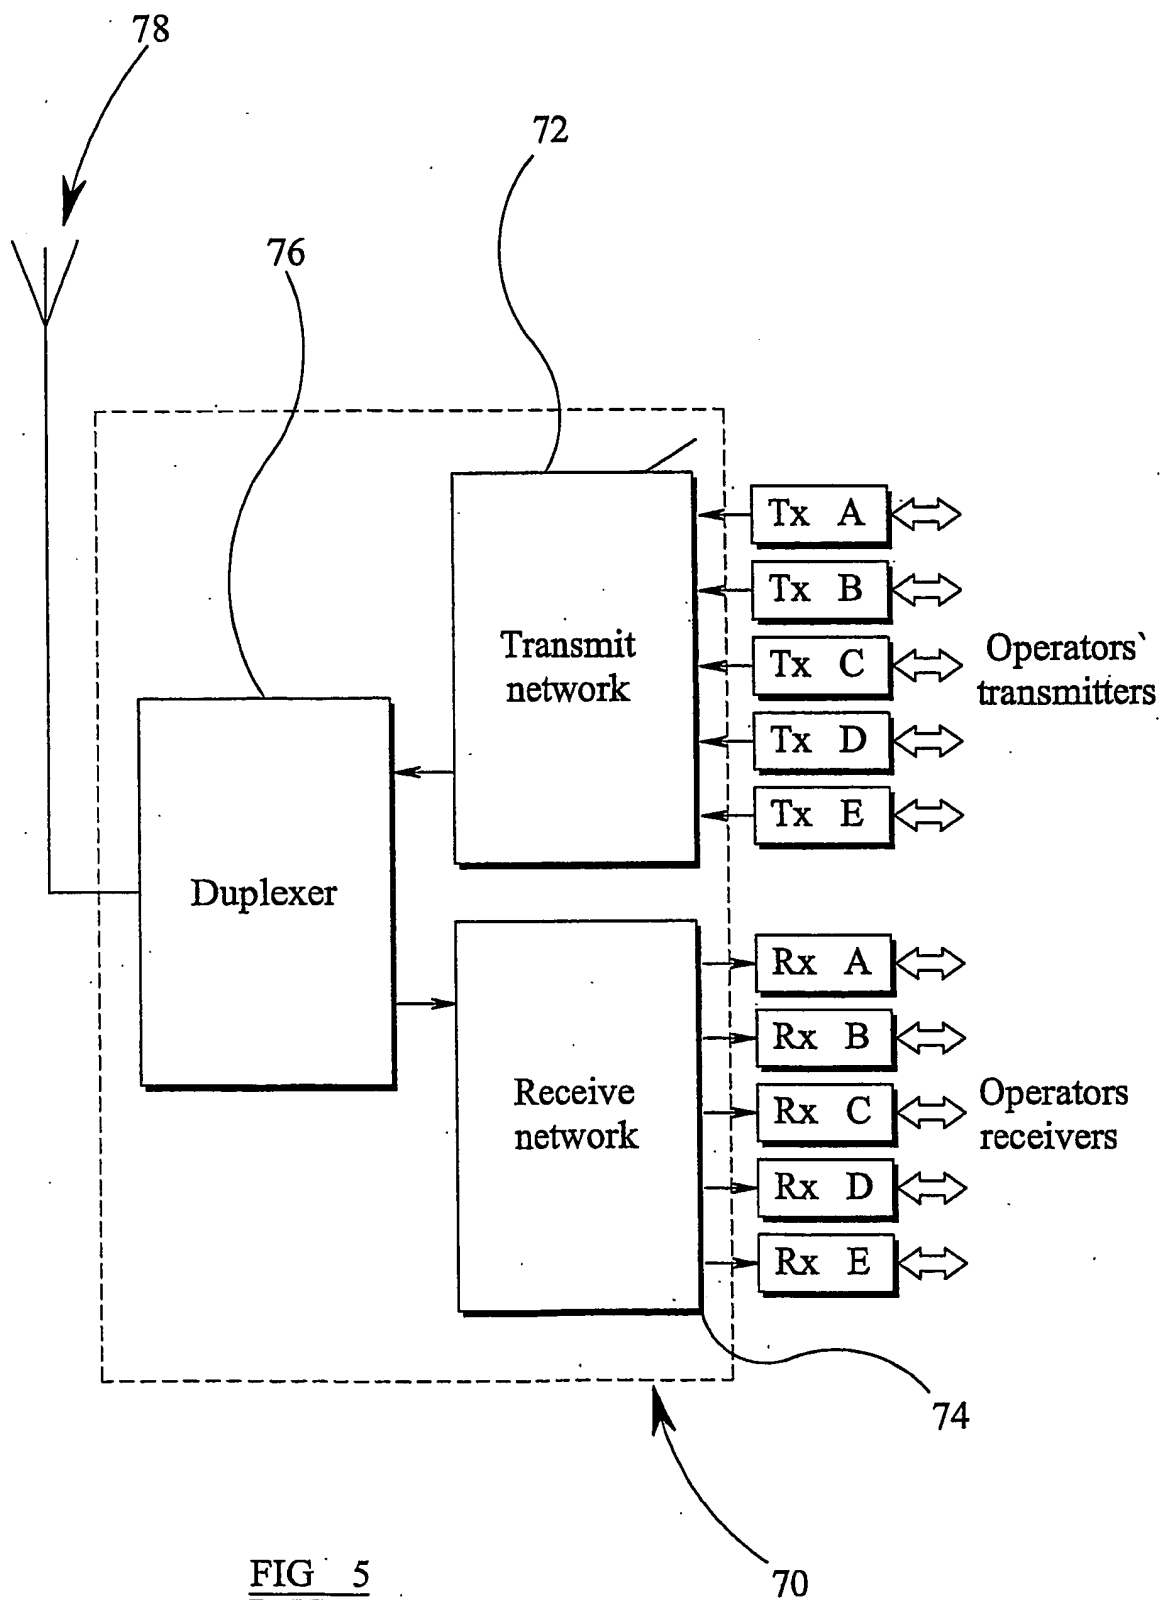 78
72
76
Tx A
Tx B
Tx C
Tx D
Tx E
Operators`
transmitters
Transmit
network
Duplexer
Rx A
Rx B
Rx C
Rx D
Rx E
Operators
receivers
Receive
network
74
70
FIG 5